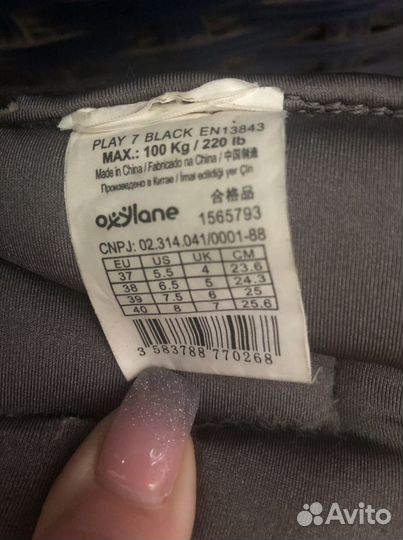 PLAY 7 BLACK EN13843
MAX.: 100 Kg / 220 lb
Made in China / Fabricado na China / 中国制造
Произведено в Китае / İmal edildiği yer Çin
合格品
oxylane 1565793
CNPJ: 02.314.041/0001-88
EU US UK CM
37 5.5 4 23.6
38 6.5 5 24.3
39 7.5 6 25
40 8 7 25.6
3 583788 770268
Avito